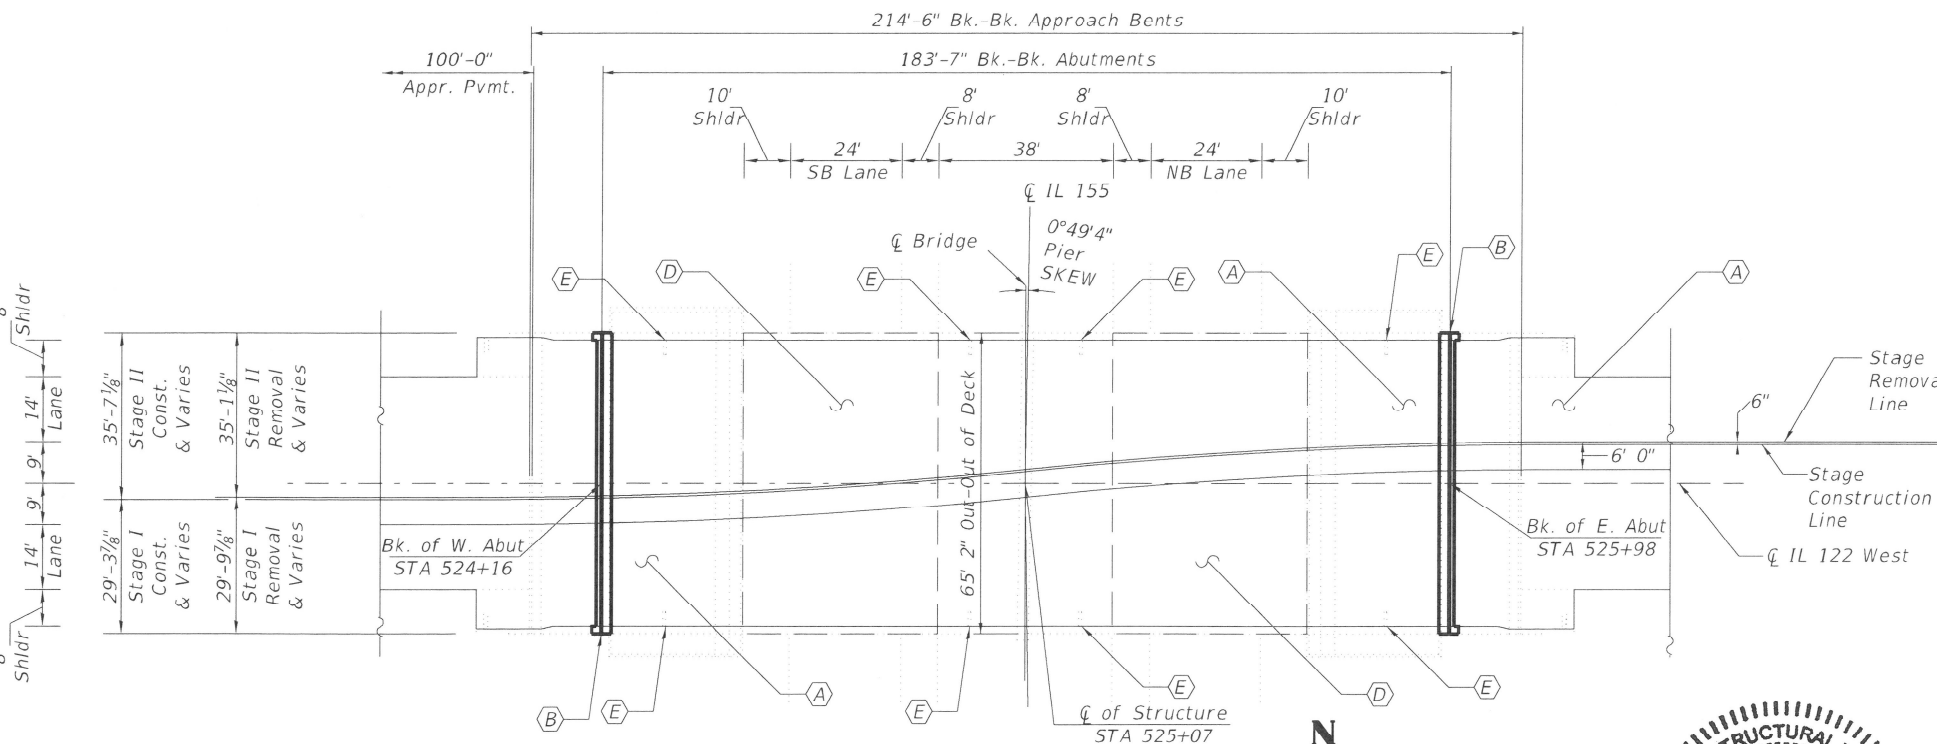 214'-6" Bk.-Bk. Approach Bents
100'-0"
Appr. Pvmt.
183'-7" Bk.-Bk. Abutments
10'
Shldr
8'
Shldr
8'
Shldr
10'
Shldr
24'
SB Lane
38'
24'
NB Lane
℄ IL 155
℄ Bridge
0°49'4"
Pier
SKEW
E
D
E
E
A
E
B
A
8'
Shldr
14'
Lane
9'
9'
14'
Lane
Shldr
35'-7⅛"
Stage II
Const.
& Varies
35'-1⅛"
Stage II
Removal
& Varies
29'-3⅞"
Stage I
Const.
& Varies
29'-9⅞"
Stage I
Removal
& Varies
65' 2" Out-Out of Deck
Stage
Line
6"
6' 0"
Stage
Construction
Line
Bk. of W. Abut
STA 524+16
Bk. of E. Abut
STA 525+98
℄ IL 122 West
B
E
A
E
E
D
E
℄ of Structure
STA 525+07
N